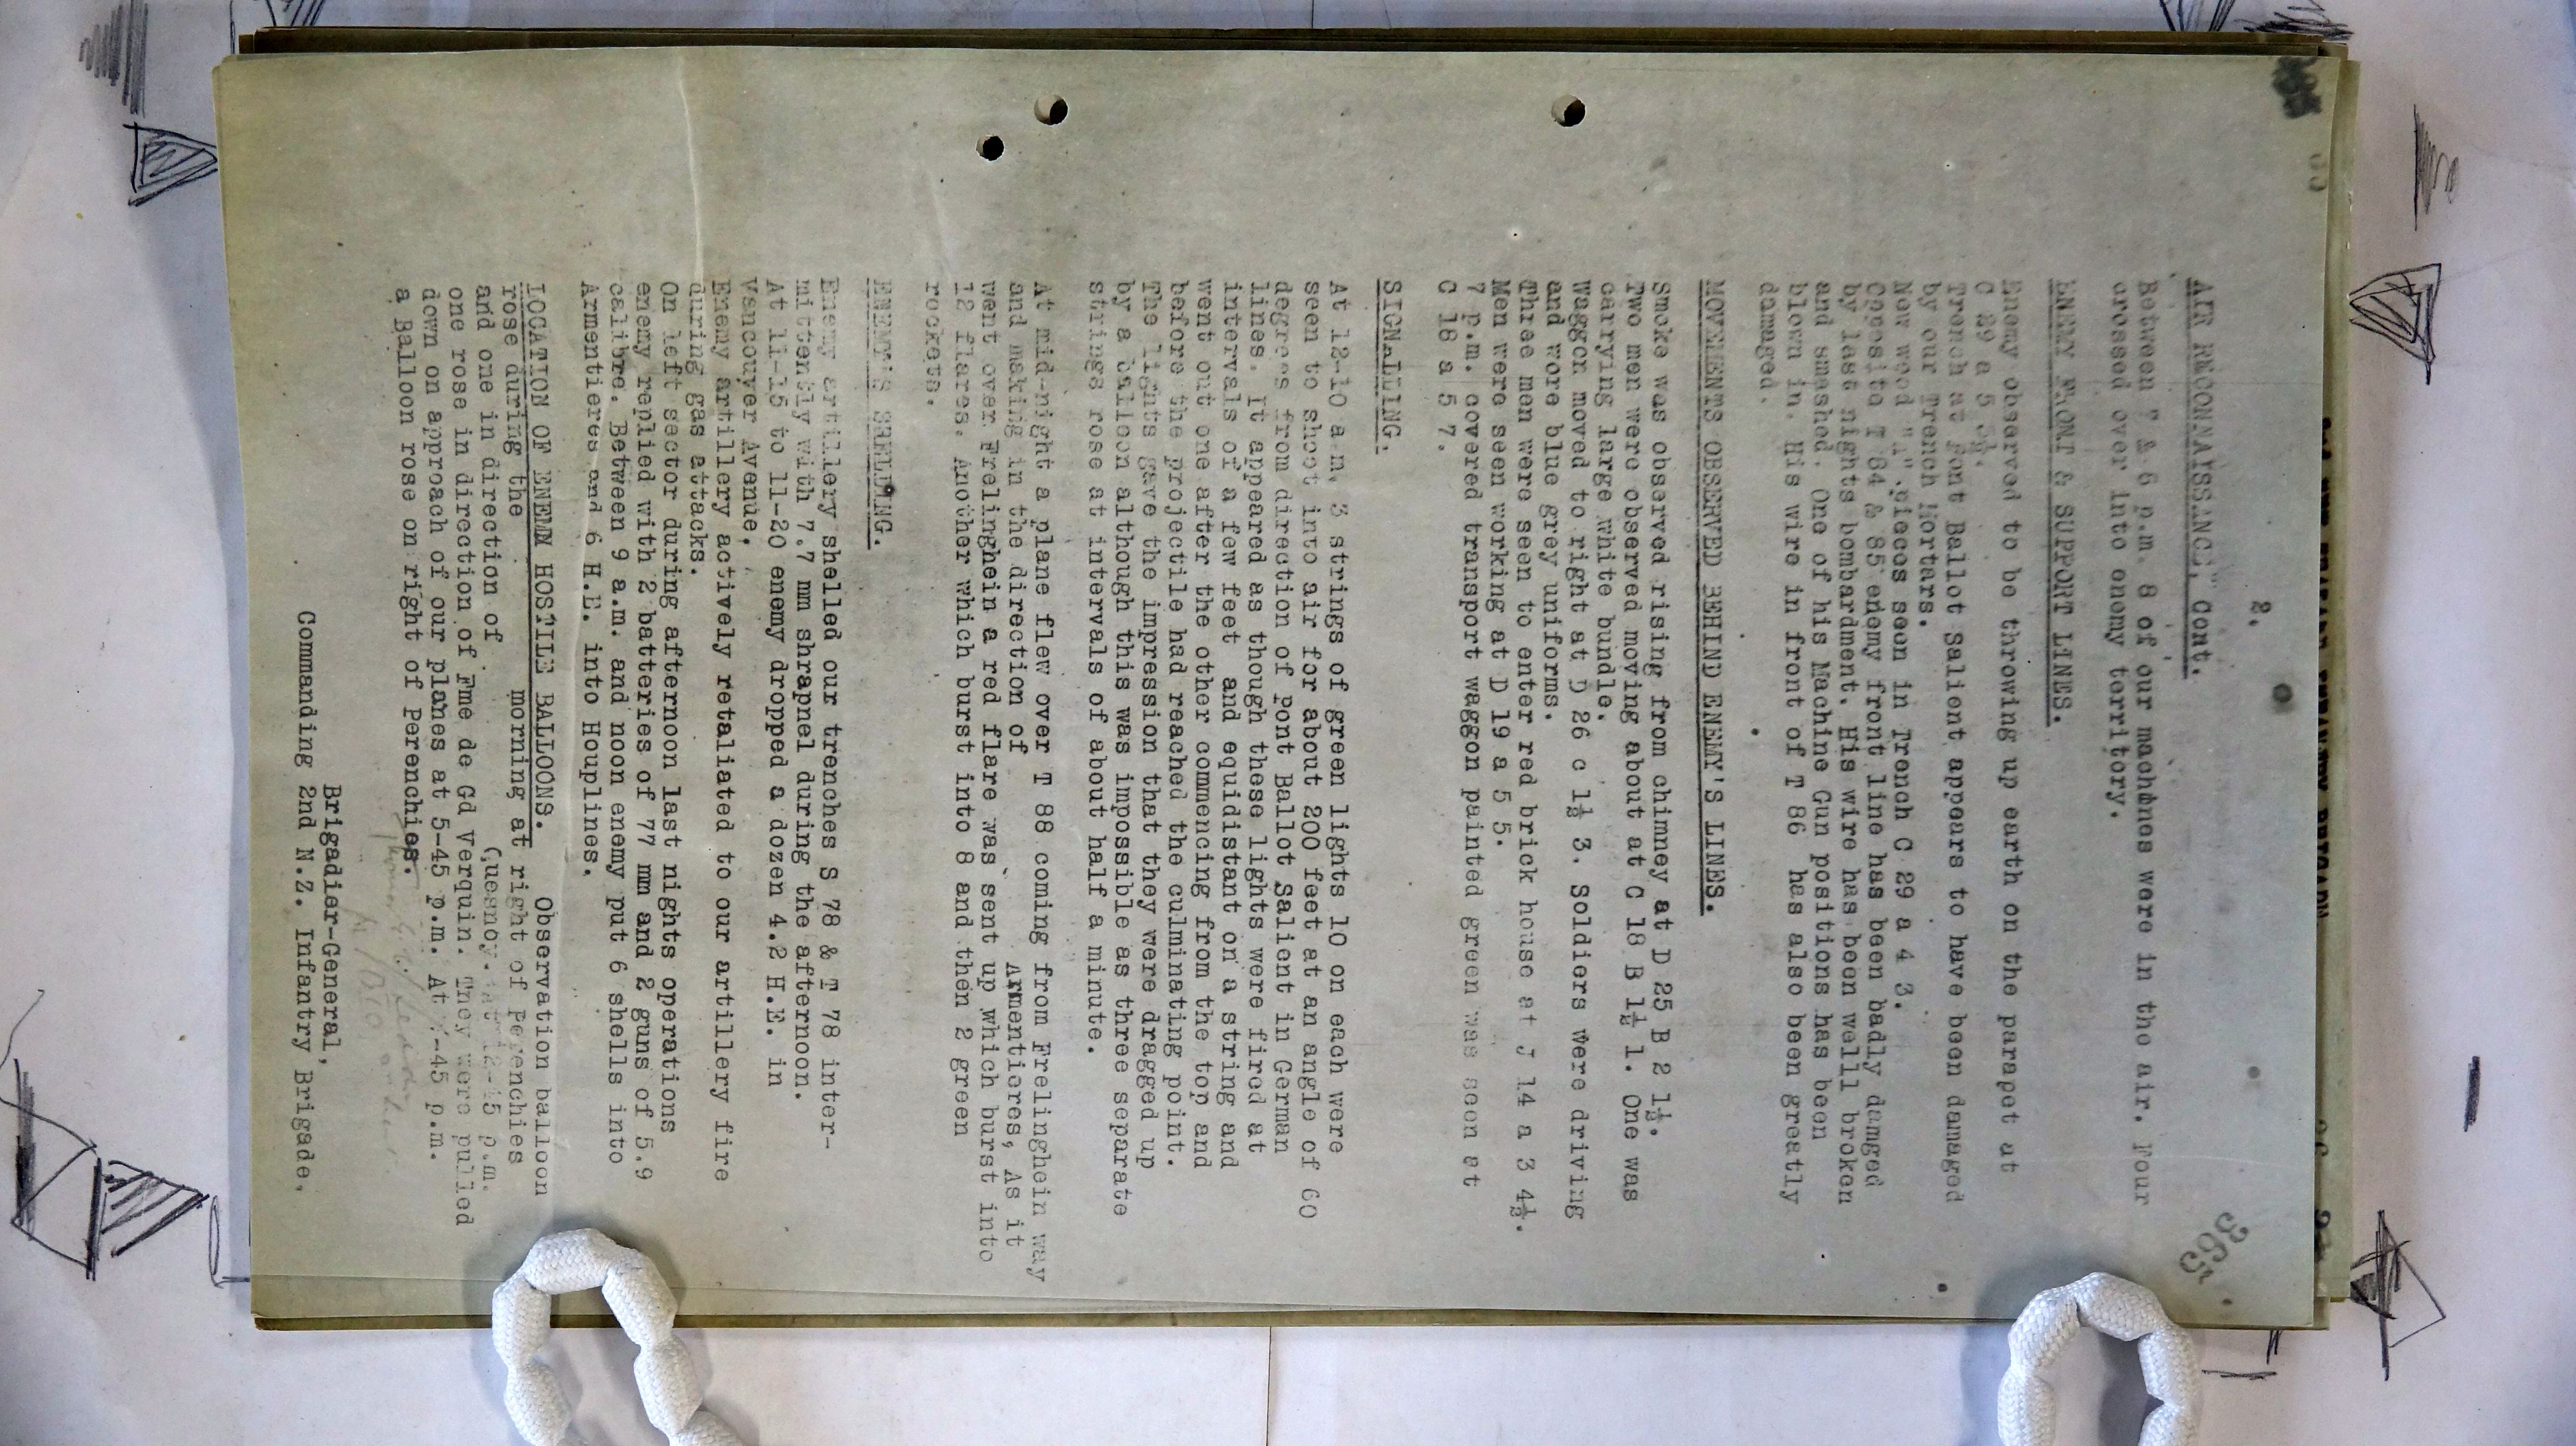 2.
365
AIR RECONNAISSANCE, Cont.
Between 7 & 6 p.m. 8 of our machines were in the air. Four
crossed over into enemy territory.
ENEMY FRONT & SUPPORT LINES.
Enemy observed to be throwing up earth on the parapet at
C 29 a 5 5½.
Trench at Pont Ballot Salient appears to have been damaged
by our Trench Mortars.
New wood "A" pieces seen in Trench C 29 a 4 3.
Opposite T 84 & 85 enemy front line has been badly damaged
by last nights bombardment. His wire has been welll broken
and smashed. One of his Machine Gun positions has been
blown in. His wire in front of T 86 has also been greatly
damaged.
MOVEMENTS OBSERVED BEHIND ENEMY'S LINES.
Smoke was observed rising from chimney at D 25 B 2 1½.
Two men were observed moving about at C 18 B 1½ 1. One was
carrying large white bundle.
Waggon moved to right at D 26 c 1½ 3. Soldiers were driving
and wore blue grey uniforms.
Three men were seen to enter red brick house at J 14 a 3 4½.
Men were seen working at D 19 a 5 5.
7 p.m. covered transport waggon painted green was seen at
C 18 a 5 7.
SIGNALLING.
At 12-10 a m. 3 strings of green lights 10 on each were
seen to shoot into air for about 200 feet at an angle of 60
degrees from direction of pont Ballot Salient in German
lines. It appeared as though these lights were fired at
intervals of a few feet and equidistant on a string and
went out one after the other commencing from the top and
before the projectile had reached the culminating point.
The lights gave the impression that they were dragged up
by a balloon although this was impossible as three separate
strings rose at intervals of about half a minute.
At mid-night a plane flew over T 88 coming from Frelinghein way
and making in the direction of Armentieres, As it
went over Frelinghein a red flare was sent up which burst into
12 flares. Another which burst into 8 and then 2 green
rockets.
ENEMY'S SHELLING.
Enemy artillery shelled our trenches S 78 & T 78 inter-
mittently with 7.7 mm shrapnel during the afternoon.
At 11-15 to 11-20 enemy dropped a dozen 4.2 H.E. in
Vancouver Avenue.
Enemy artillery actively retaliated to our artillery fire
during gas attacks.
On left sector during afternoon last nights operations
enemy replied with 2 batteries of 77 mm and 2 guns of 5.9
calibre. Between 9 a.m. and noon enemy put 6 shells into
Armentieres and 6 H.E. into Houplines.
LOCATION OF ENEMY HOSTILE BALLOONS. Observation balloon
rose during the morning at right of Perenchies
and one in direction of Quesnoy. at 12-15 p.m.
one rose in direction of Fme de Gd Verquin. They were pulled
down on approach of our planes at 5-45 p.m. At -45 p.m.
a Balloon rose on right of Perenchies.
Brigadier-General,
Commanding 2nd N.Z. Infantry Brigade.